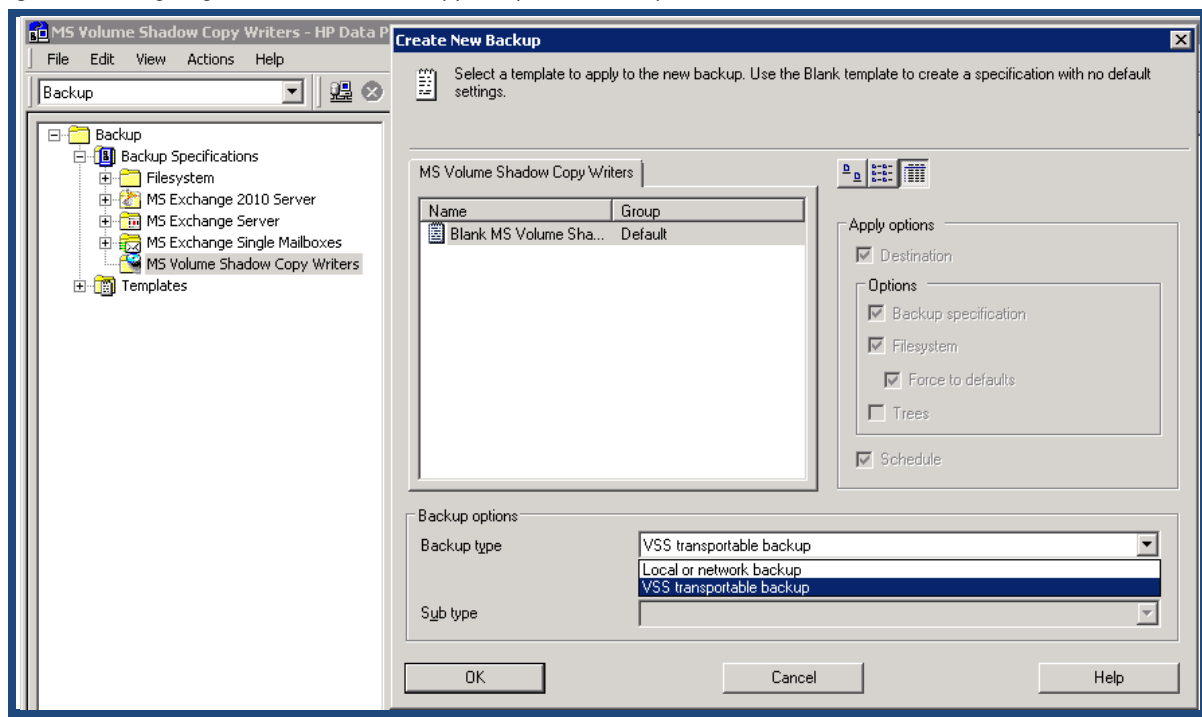 MS Volume Shadow Copy Writers - HP Data P
File Edit View Actions Help
Backup
Backup
Backup Specifications
Filesystem
MS Exchange 2010 Server
MS Exchange Server
MS Exchange Single Mailboxes
MS Volume Shadow Copy Writers
Templates
Create New Backup
Select a template to apply to the new backup. Use the Blank template to create a specification with no default
settings.
MS Volume Shadow Copy Writers
Name Group
Blank MS Volume Sha... Default
Apply options
Destination
Options
Backup specification
Filesystem
Force to defaults
Trees
Schedule
Backup options
Backup type VSS transportable backup
Local or network backup
VSS transportable backup
Sub type
OK Cancel Help